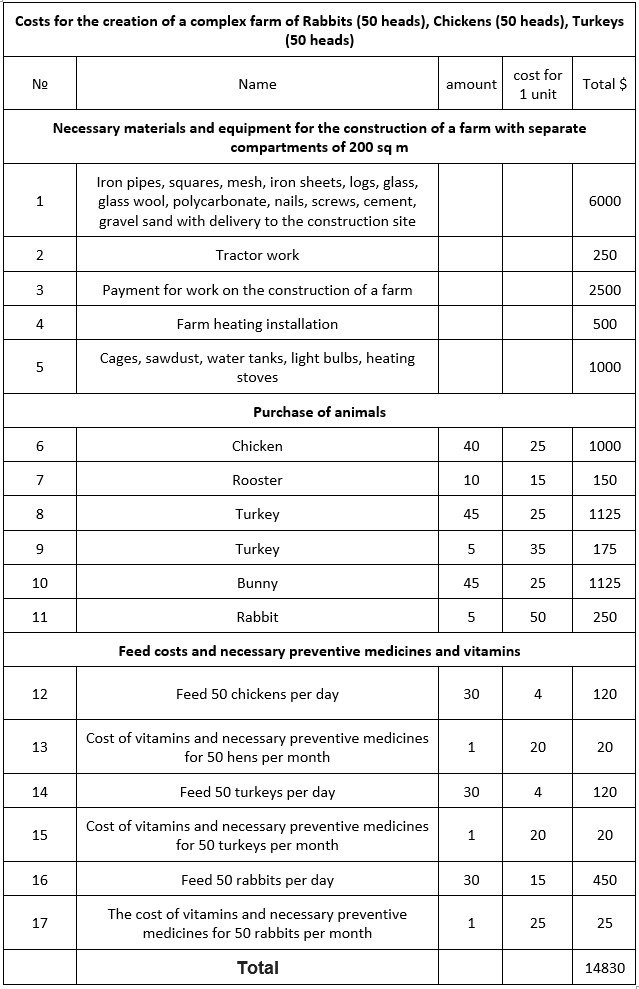 Costs for the creation of a complex farm of Rabbits (50 heads), Chickens (50 heads), Turkeys
(50 heads)
№ Name amount cost for 1 unit Total $
Necessary materials and equipment for the construction of a farm with separate
compartments of 200 sq m
1 Iron pipes, squares, mesh, iron sheets, logs, glass,
glass wool, polycarbonate, nails, screws, cement,
gravel sand with delivery to the construction site 6000
2 Tractor work 250
3 Payment for work on the construction of a farm 2500
4 Farm heating installation 500
5 Cages, sawdust, water tanks, light bulbs, heating
stoves 1000
Purchase of animals
6 Chicken 40 25 1000
7 Rooster 10 15 150
8 Turkey 45 25 1125
9 Turkey 5 35 175
10 Bunny 45 25 1125
11 Rabbit 5 50 250
Feed costs and necessary preventive medicines and vitamins
12 Feed 50 chickens per day 30 4 120
13 Cost of vitamins and necessary preventive medicines
for 50 hens per month 1 20 20
14 Feed 50 turkeys per day 30 4 120
15 Cost of vitamins and necessary preventive medicines
for 50 turkeys per month 1 20 20
16 Feed 50 rabbits per day 30 15 450
17 The cost of vitamins and necessary preventive
medicines for 50 rabbits per month 1 25 25
Total 14830